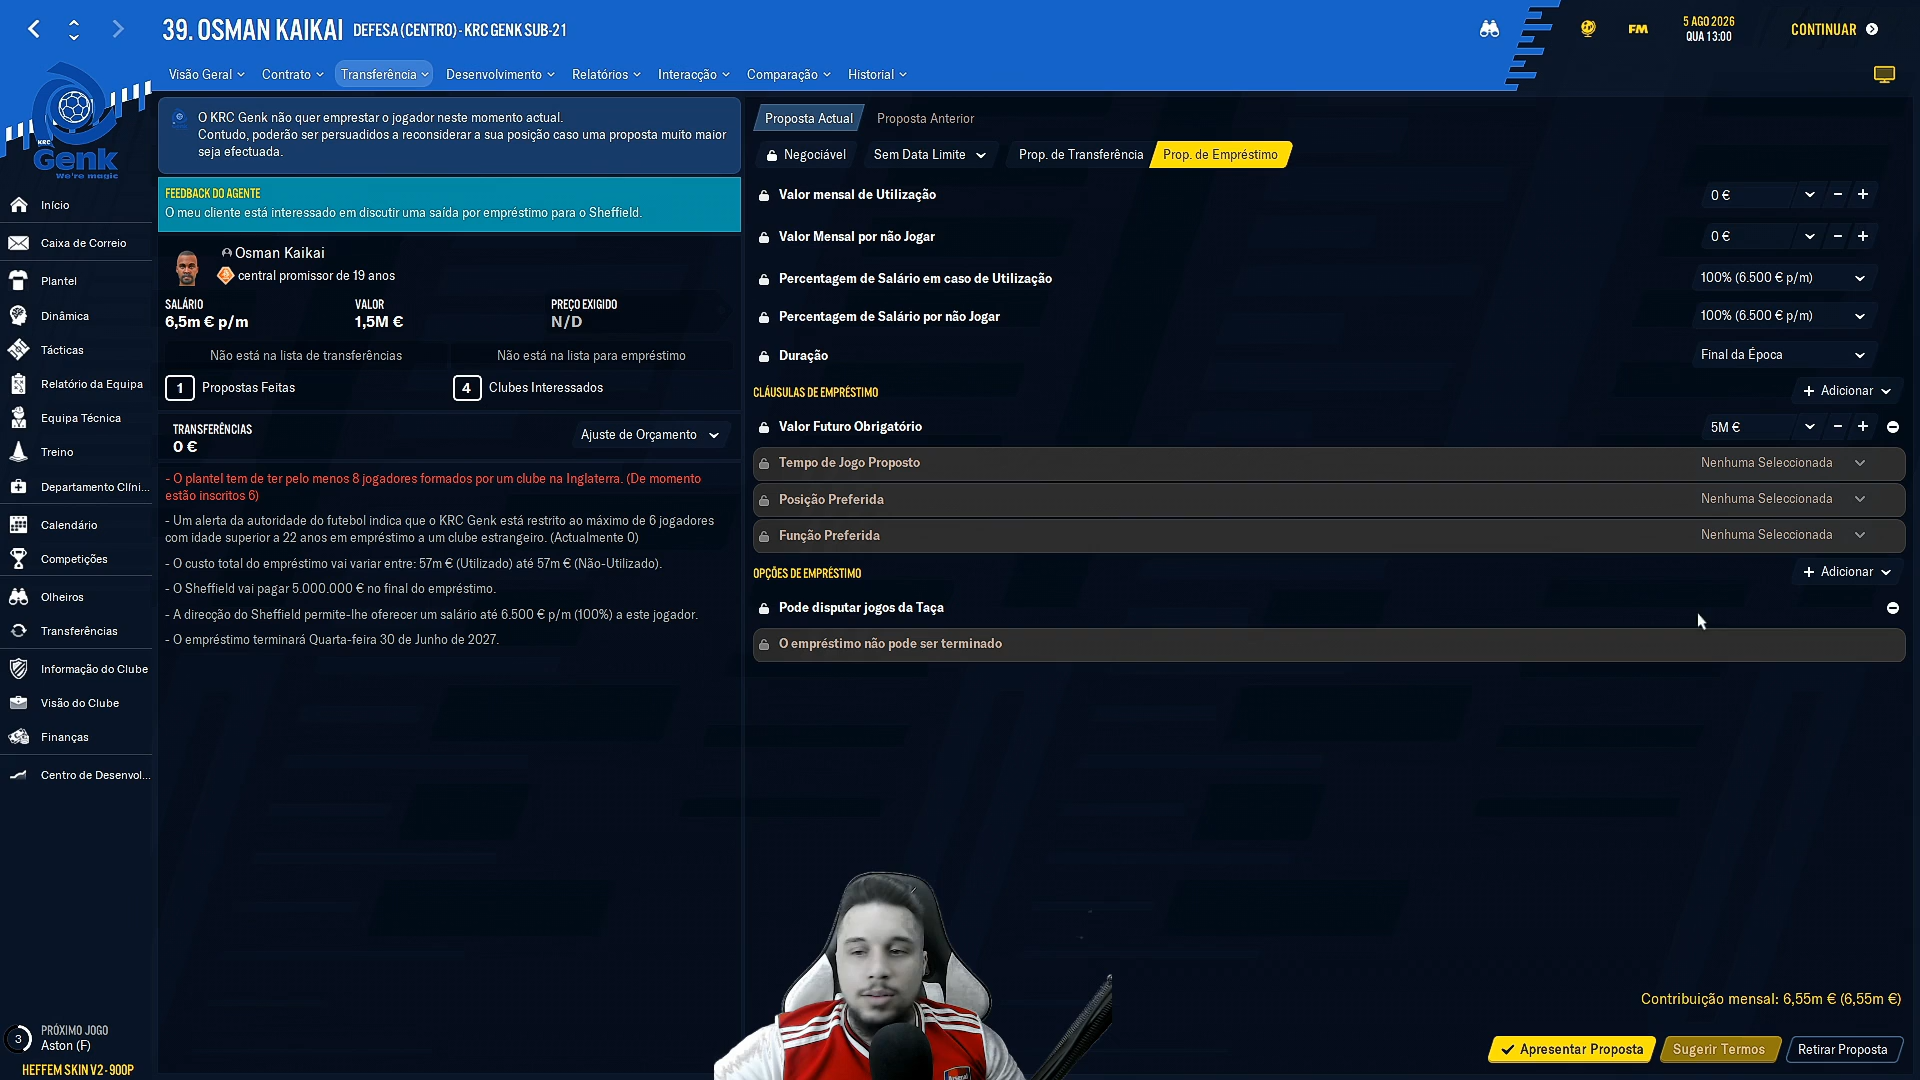 39. OSMAN KAIKAI DEFESA (CENTRO) - KRC GENK SUB-21
FM
5 AGO 2026
QUA 13:00
CONTINUAR
Visão Geral
Contrato
Transferência
Desenvolvimento
Relatórios
Interacção
Comparação
Historial
KRC
Genk
We're magic
Início
Caixa de Correio
Plantel
Dinâmica
Tácticas
Relatório da Equipa
Equipa Técnica
Treino
Departamento Clíni...
Calendário
Competições
Olheiros
Transferências
Informação do Clube
Visão do Clube
Finanças
Centro de Desenvol...
3
PRÓXIMO JOGO
Aston (F)
HEFFEM SKIN V2 - 900P
O KRC Genk não quer emprestar o jogador neste momento actual.
Contudo, poderão ser persuadidos a reconsiderar a sua posição caso uma proposta muito maior
seja efectuada.
FEEDBACK DO AGENTE
O meu cliente está interessado em discutir uma saída por empréstimo para o Sheffield.
Osman Kaikai
central promissor de 19 anos
SALÁRIO
6,5m € p/m
VALOR
1,5M €
PREÇO EXIGIDO
N/D
Não está na lista de transferências
Não está na lista para empréstimo
1 Propostas Feitas
4 Clubes Interessados
TRANSFERÊNCIAS
0 €
Ajuste de Orçamento
- O plantel tem de ter pelo menos 8 jogadores formados por um clube na Inglaterra. (De momento
estão inscritos 6)
- Um alerta da autoridade do futebol indica que o KRC Genk está restrito ao máximo de 6 jogadores
com idade superior a 22 anos em empréstimo a um clube estrangeiro. (Actualmente 0)
- O custo total do empréstimo vai variar entre: 57m € (Utilizado) até 57m € (Não-Utilizado).
- O Sheffield vai pagar 5.000.000 € no final do empréstimo.
- A direcção do Sheffield permite-lhe oferecer um salário até 6.500 € p/m (100%) a este jogador.
- O empréstimo terminará Quarta-feira 30 de Junho de 2027.
Proposta Actual
Proposta Anterior
Negociável
Sem Data Limite
Prop. de Transferência
Prop. de Empréstimo
Valor mensal de Utilização
0 €
Valor Mensal por não Jogar
0 €
Percentagem de Salário em caso de Utilização
100% (6.500 € p/m)
Percentagem de Salário por não Jogar
100% (6.500 € p/m)
Duração
Final da Época
CLÁUSULAS DE EMPRÉSTIMO
+ Adicionar
Valor Futuro Obrigatório
5M €
Tempo de Jogo Proposto
Nenhuma Seleccionada
Posição Preferida
Nenhuma Seleccionada
Função Preferida
Nenhuma Seleccionada
OPÇÕES DE EMPRÉSTIMO
+ Adicionar
Pode disputar jogos da Taça
O empréstimo não pode ser terminado
Contribuição mensal: 6,55m € (6,55m €)
Apresentar Proposta
Sugerir Termos
Retirar Proposta
Arsenal